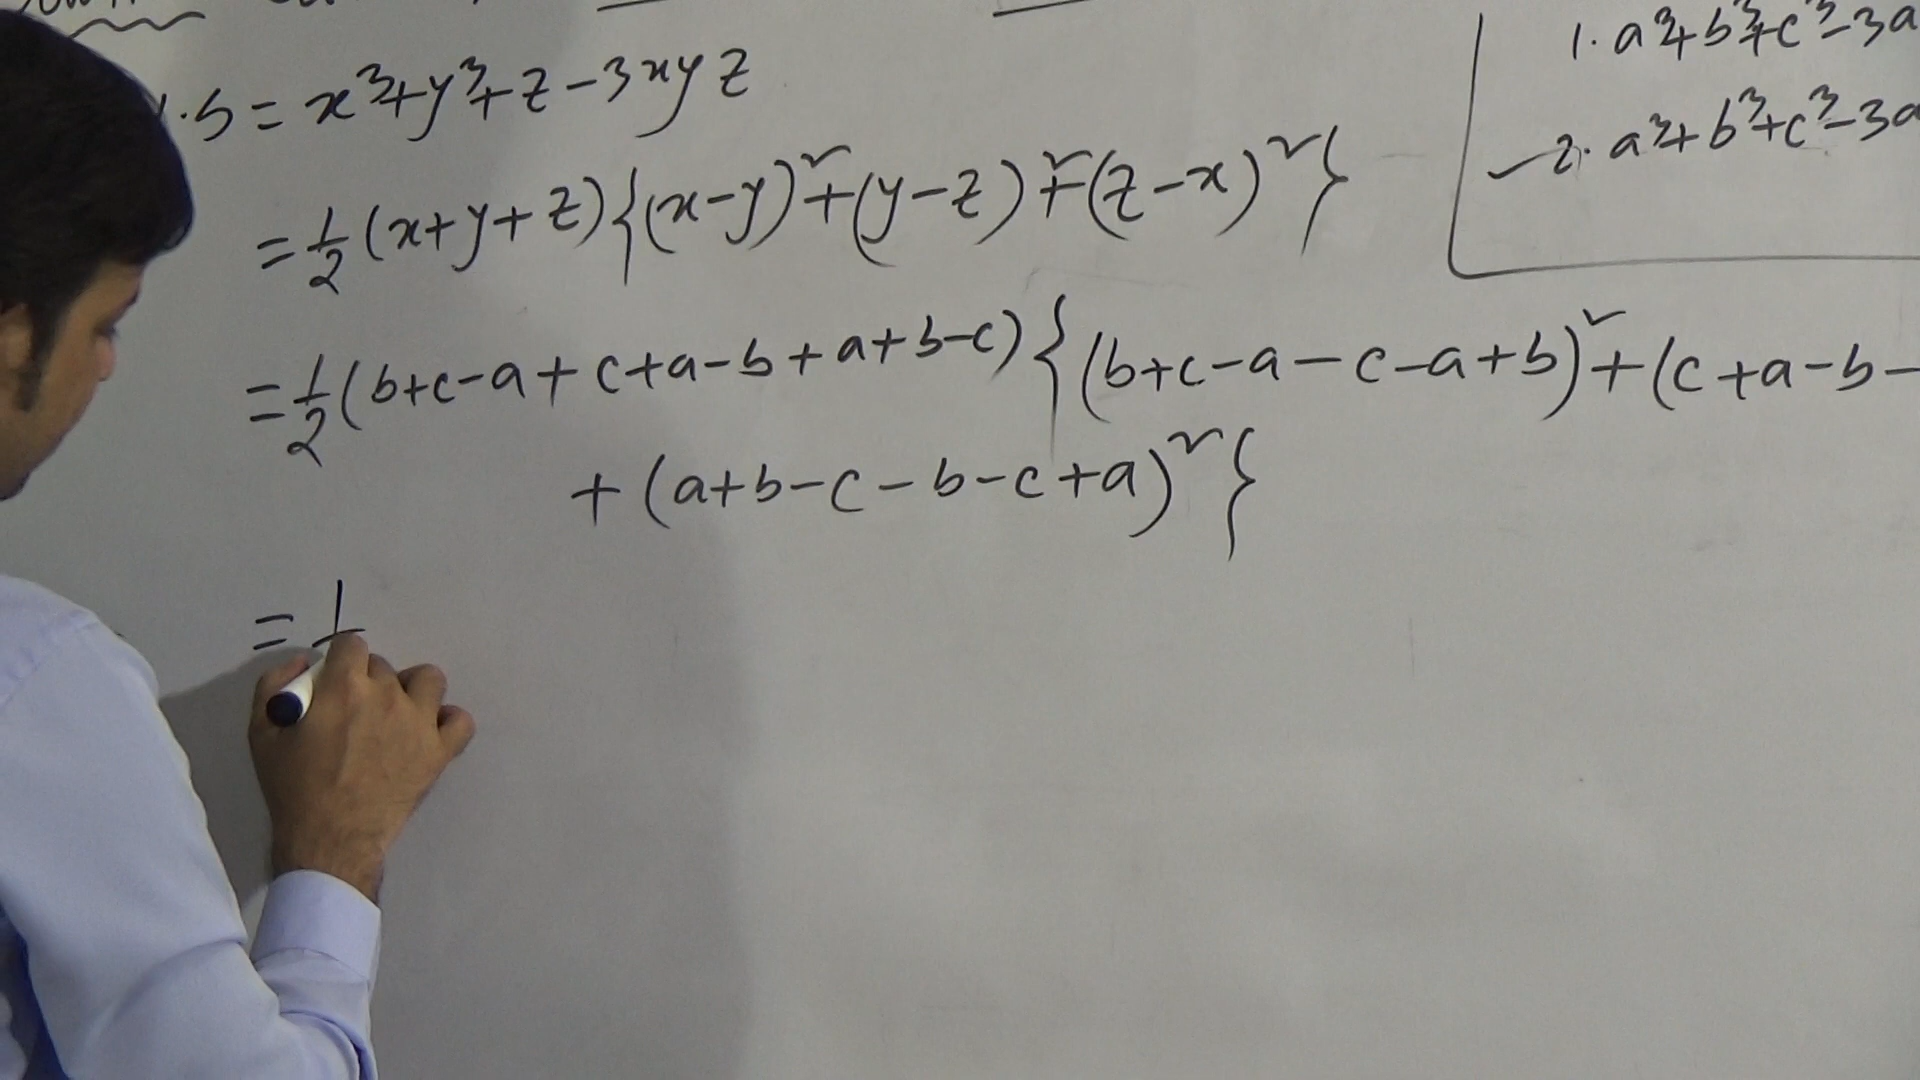 .S = x³+y³+z-3xyz
= 1/2 (x+y+z){(x-y)²+(y-z)²+(z-x)²}
= 1/2 (b+c-a+c+a-b+a+b-c){(b+c-a-c-a+b)²+(c+a-b-
+(a+b-c-b-c+a)²}
= 1
1. a³+b³+c³-3a
2. a³+b³+c³-3a